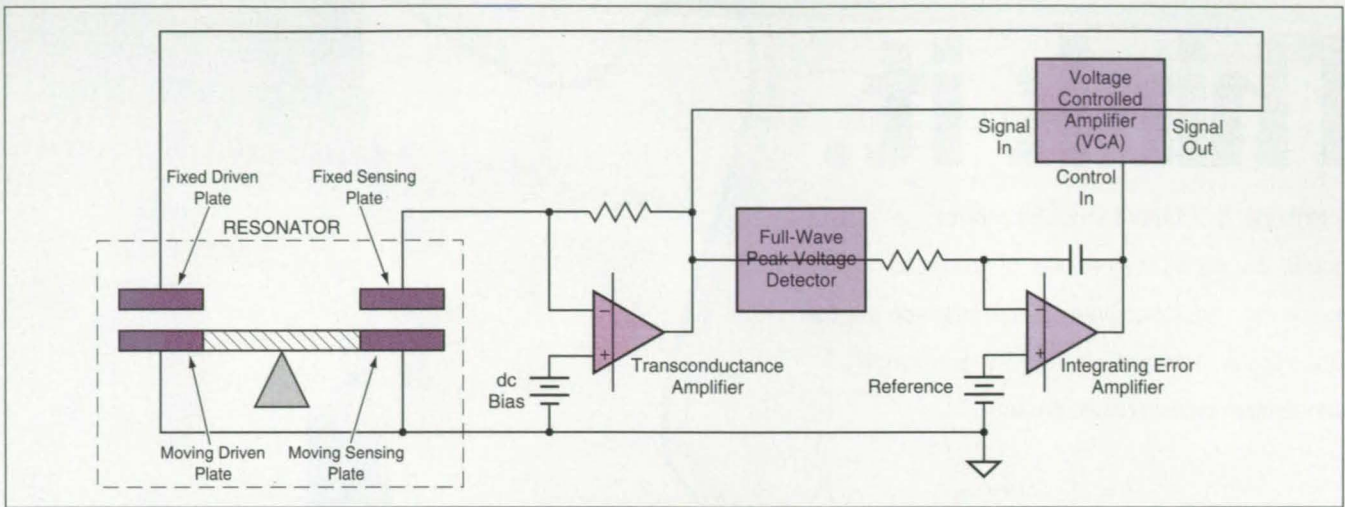 Voltage
Controlled
Amplifier
(VCA)
Signal
In
Signal
Out
Control
In
Fixed Driven
Plate
Fixed Sensing
Plate
RESONATOR
Full-Wave
Peak Voltage
Detector
−
+
−
+
Transconductance
Amplifier
Integrating Error
Amplifier
dc
Bias
Reference
Moving Driven
Plate
Moving Sensing
Plate